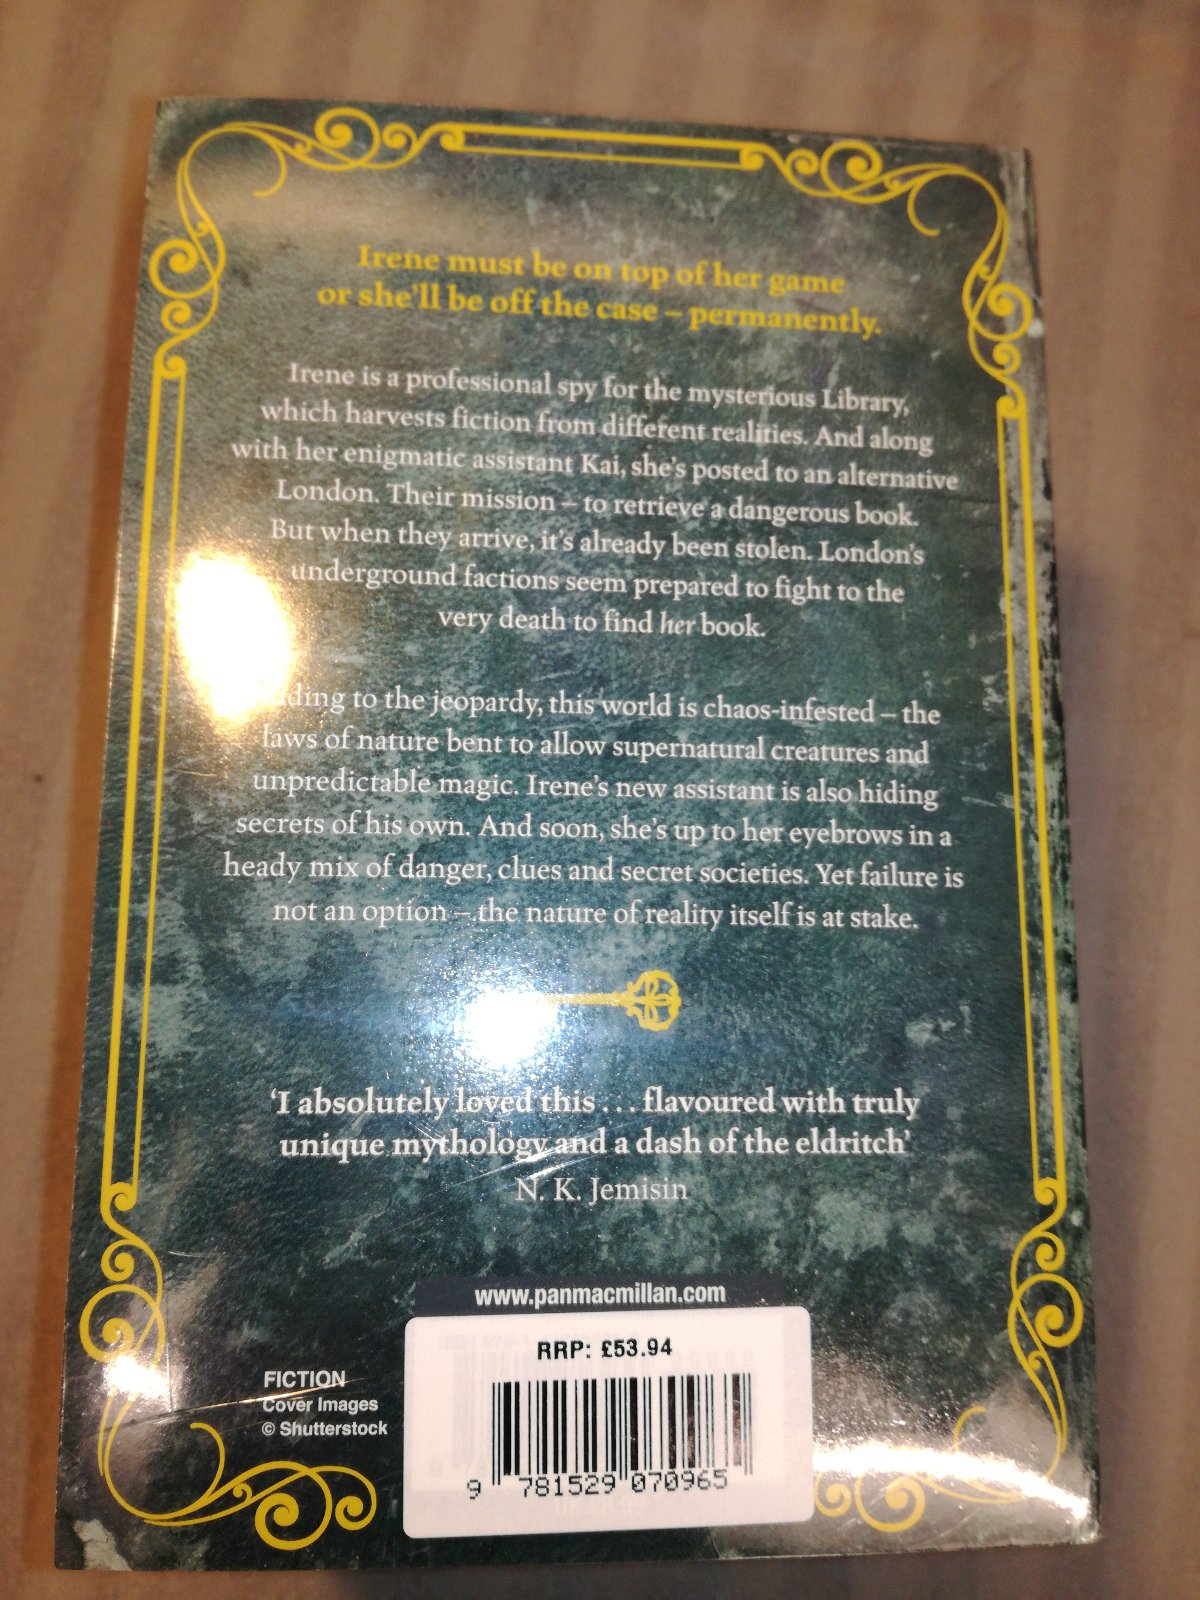 Irene must be on top of her game
or she'll be off the case – permanently.
Irene is a professional spy for the mysterious Library,
which harvests fiction from different realities. And along
with her enigmatic assistant Kai, she's posted to an alternative
London. Their mission – to retrieve a dangerous book.
But when they arrive, it's already been stolen. London's
underground factions seem prepared to fight to the
very death to find her book.
to the jeopardy, this world is chaos-infested – the
laws of nature bent to allow supernatural creatures and
unpredictable magic. Irene's new assistant is also hiding
secrets of his own. And soon, she's up to her eyebrows in a
heady mix of danger, clues and secret societies. Yet failure is
not an option – the nature of reality itself is at stake.
'I absolutely loved this . . . flavoured with truly
unique mythology and a dash of the eldritch'
N. K. Jemisin
www.panmacmillan.com
RRP: £53.94
FICTION
Cover Images
© Shutterstock
9 781529 070965